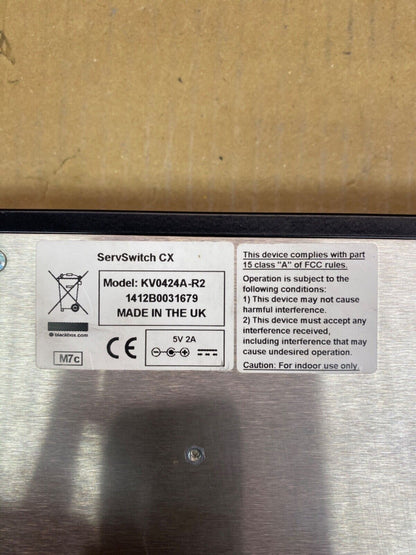 ServSwitch CX
Model: KV0424A-R2
1412B0031679
MADE IN THE UK
blackbox.com
CE
5V 2A
M7c
This device complies with part
15 class "A" of FCC rules.
Operation is subject to the
following conditions:
1) This device may not cause
harmful interference.
2) This device must accept any
interference received,
including interference that may
cause undesired operation.
Caution: For indoor use only.